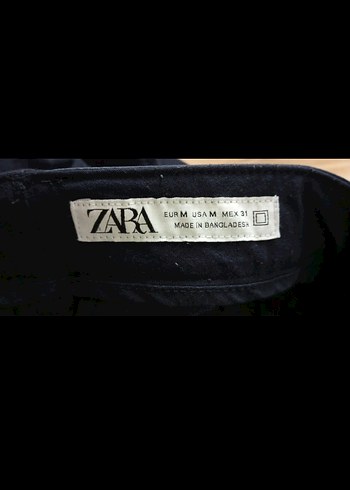 ZARA
EUR M USA M MEX 31
MADE IN BANGLADESH